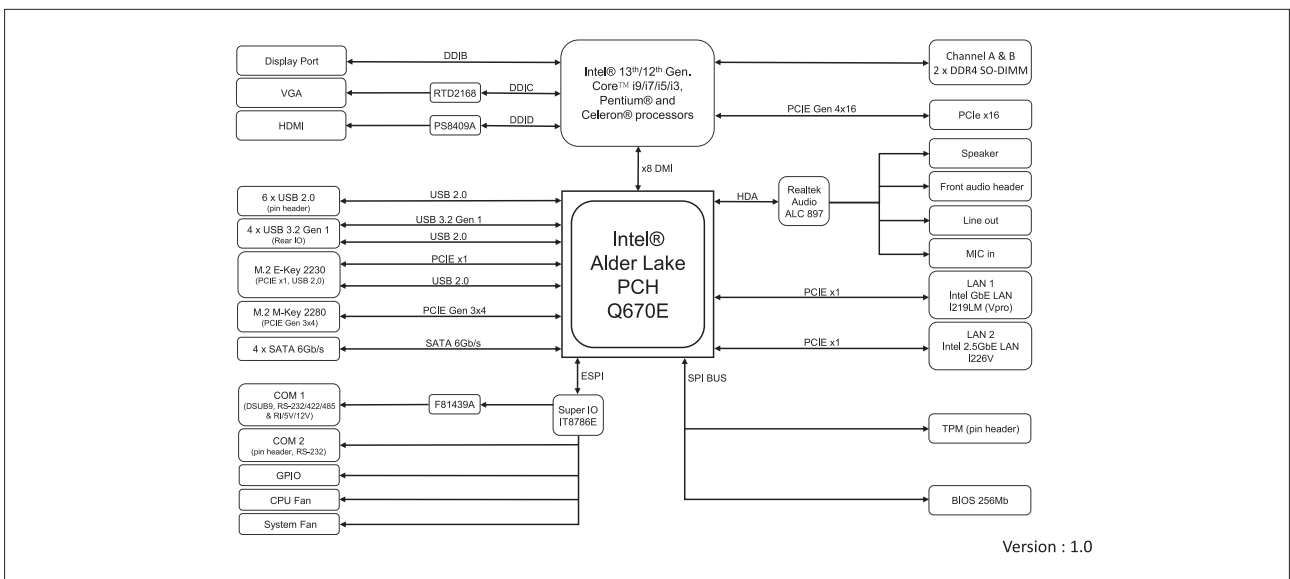 Display Port
DDIB
VGA
RTD2168
DDIC
HDMI
PS8409A
DDID
Intel® 13th/12th Gen.
Core™ i9/i7/i5/i3,
Pentium® and
Celeron® processors
Channel A & B
2 x DDR4 SO-DIMM
PCIE Gen 4x16
PCIe x16
x8 DMI
6 x USB 2.0
(pin header)
USB 2.0
4 x USB 3.2 Gen 1
(Rear IO)
USB 3.2 Gen 1
USB 2.0
M.2 E-Key 2230
(PCIE x1, USB 2.0)
PCIE x1
USB 2.0
M.2 M-Key 2280
(PCIE Gen 3x4)
PCIE Gen 3x4
4 x SATA 6Gb/s
SATA 6Gb/s
Intel®
Alder Lake
PCH
Q670E
HDA
Realtek
Audio
ALC 897
Speaker
Front audio header
Line out
MIC in
PCIE x1
LAN 1
Intel GbE LAN
I219LM (Vpro)
PCIE x1
LAN 2
Intel 2.5GbE LAN
I226V
ESPI
SPI BUS
COM 1
(DSUB9, RS-232/422/485
& RI/5V/12V)
F81439A
Super IO
IT8786E
COM 2
(pin header, RS-232)
GPIO
CPU Fan
System Fan
TPM (pin header)
BIOS 256Mb
Version : 1.0